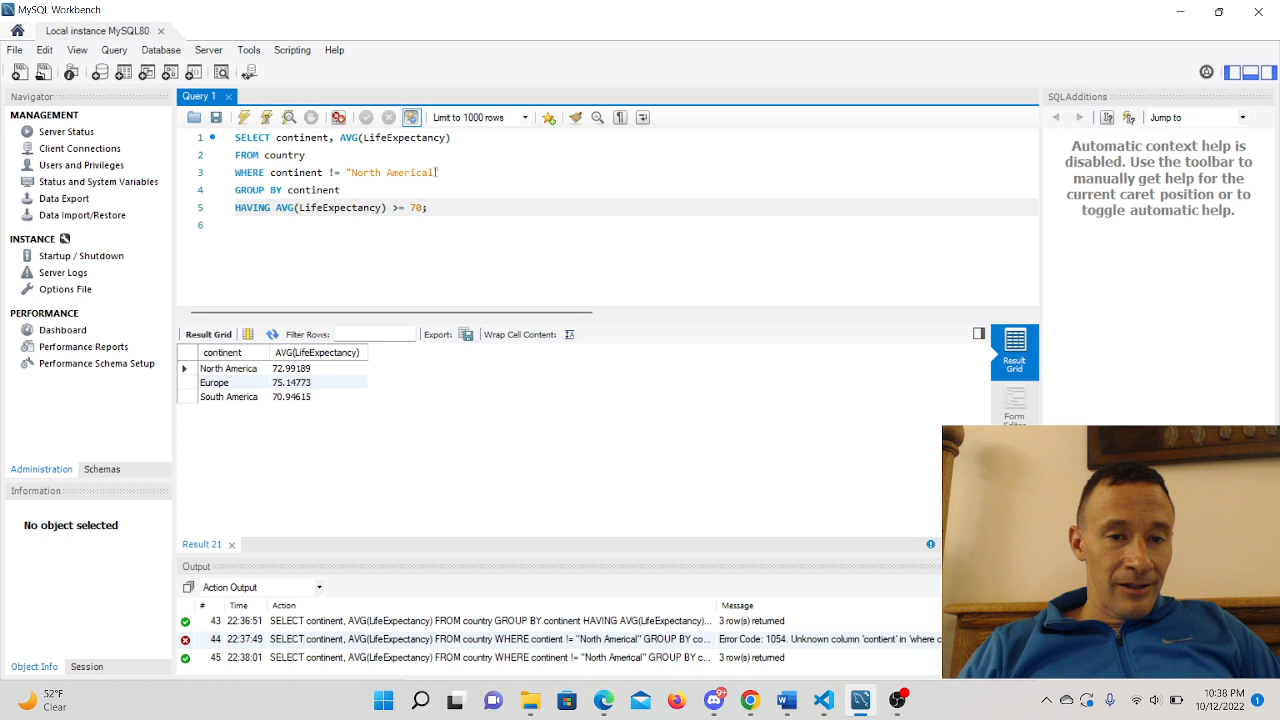 MySQL Workbench
Local instance MySQL80
File Edit View Query Database Server Tools Scripting Help
Navigator
MANAGEMENT
Server Status
Client Connections
Users and Privileges
Status and System Variables
Data Export
Data Import/Restore
INSTANCE
Startup / Shutdown
Server Logs
Options File
PERFORMANCE
Dashboard
Performance Reports
Performance Schema Setup
Administration Schemas
Information
No object selected
Object Info Session
Query 1
Limit to 1000 rows
1 SELECT continent, AVG(LifeExpectancy)
2 FROM country
3 WHERE continent != "North Americal"
4 GROUP BY continent
5 HAVING AVG(LifeExpectancy) >= 70;
6
Result Grid Filter Rows: Export: Wrap Cell Content:
continent AVG(LifeExpectancy)
North America 72.99189
Europe 75.14773
South America 70.94615
Result Grid
Form Editor
Result 21
Output
Action Output
# Time Action Message
43 22:36:51 SELECT continent, AVG(LifeExpectancy) FROM country GROUP BY continent HAVING AVG(LifeExpectancy)... 3 row(s) returned
44 22:37:49 SELECT continent, AVG(LifeExpectancy) FROM country WHERE contient != "North Americal" GROUP BY co... Error Code: 1054. Unknown column 'contient' in 'where c
45 22:38:01 SELECT continent, AVG(LifeExpectancy) FROM country WHERE continent != "North Americal" GROUP BY co... 3 row(s) returned
SQLAdditions
Jump to
Automatic context help is
disabled. Use the toolbar to
manually get help for the
current caret position or to
toggle automatic help.
32°F
Clear
10:38 PM
10/12/2022
1